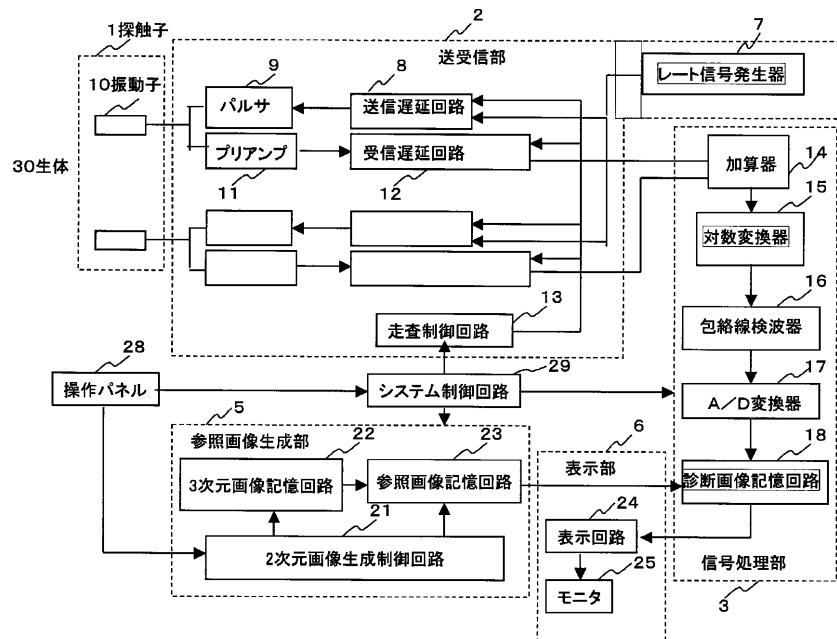 2
1探触子
送受信部
7
レート信号発生器
9
8
10振動子
パルサ
送信遅延回路
プリアンプ
受信遅延回路
加算器
14
30生体
11
12
15
対数変換器
13
16
走査制御回路
包絡線検波器
28
29
17
操作パネル
システム制御回路
A/D変換器
5
6
18
参照画像生成部
22
23
表示部
3次元画像記憶回路
参照画像記憶回路
診断画像記憶回路
21
24
2次元画像生成制御回路
表示回路
25
信号処理部
モニタ
3